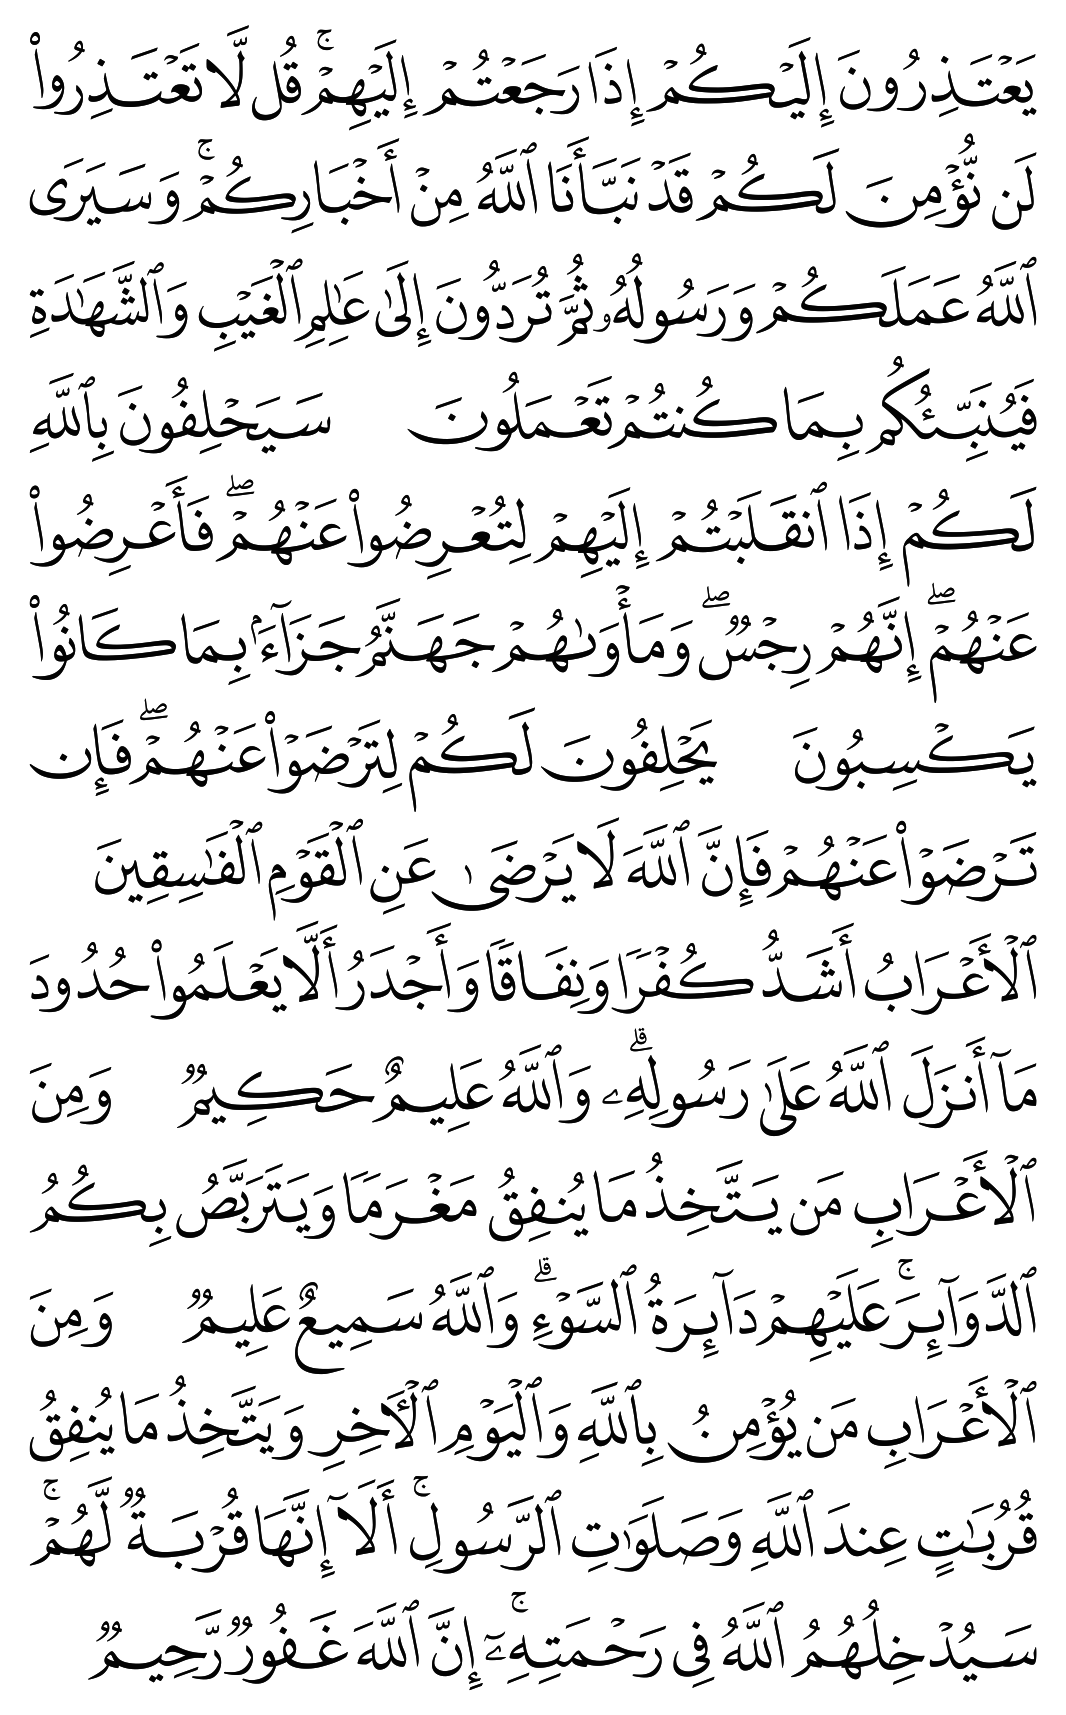 يَعْتَذِرُونَ إِلَيْكُمْ إِذَا رَجَعْتُمْ إِلَيْهِمْ ۚ قُل لَّا تَعْتَذِرُوا۟
لَن نُّؤْمِنَ لَكُمْ قَدْ نَبَّأَنَا ٱللَّهُ مِنْ أَخْبَارِكُمْ ۚ وَسَيَرَى
ٱللَّهُ عَمَلَكُمْ وَرَسُولُهُۥ ثُمَّ تُرَدُّونَ إِلَىٰ عَٰلِمِ ٱلْغَيْبِ وَٱلشَّهَٰدَةِ
فَيُنَبِّئُكُم بِمَا كُنتُمْ تَعْمَلُونَ سَيَحْلِفُونَ بِٱللَّهِ
لَكُمْ إِذَا ٱنقَلَبْتُمْ إِلَيْهِمْ لِتُعْرِضُوا۟ عَنْهُمْ ۖ فَأَعْرِضُوا۟
عَنْهُمْ ۖ إِنَّهُمْ رِجْسٌ ۖ وَمَأْوَىٰهُمْ جَهَنَّمُ جَزَآءًۢ بِمَا كَانُوا۟
يَكْسِبُونَ يَحْلِفُونَ لَكُمْ لِتَرْضَوْا۟ عَنْهُمْ ۖ فَإِن
تَرْضَوْا۟ عَنْهُمْ فَإِنَّ ٱللَّهَ لَا يَرْضَىٰ عَنِ ٱلْقَوْمِ ٱلْفَٰسِقِينَ
ٱلْأَعْرَابُ أَشَدُّ كُفْرًا وَنِفَاقًا وَأَجْدَرُ أَلَّا يَعْلَمُوا۟ حُدُودَ
مَآ أَنزَلَ ٱللَّهُ عَلَىٰ رَسُولِهِۦ ۗ وَٱللَّهُ عَلِيمٌ حَكِيمٌ وَمِنَ
ٱلْأَعْرَابِ مَن يَتَّخِذُ مَا يُنفِقُ مَغْرَمًا وَيَتَرَبَّصُ بِكُمُ
ٱلدَّوَآئِرَ ۚ عَلَيْهِمْ دَآئِرَةُ ٱلسَّوْءِ ۗ وَٱللَّهُ سَمِيعٌ عَلِيمٌ وَمِنَ
ٱلْأَعْرَابِ مَن يُؤْمِنُ بِٱللَّهِ وَٱلْيَوْمِ ٱلْـَٔاخِرِ وَيَتَّخِذُ مَا يُنفِقُ
قُرُبَٰتٍ عِندَ ٱللَّهِ وَصَلَوَٰتِ ٱلرَّسُولِ ۚ أَلَآ إِنَّهَا قُرْبَةٌ لَّهُمْ ۚ
سَيُدْخِلُهُمُ ٱللَّهُ فِى رَحْمَتِهِۦٓ ۚ إِنَّ ٱللَّهَ غَفُورٌ رَّحِيمٌ